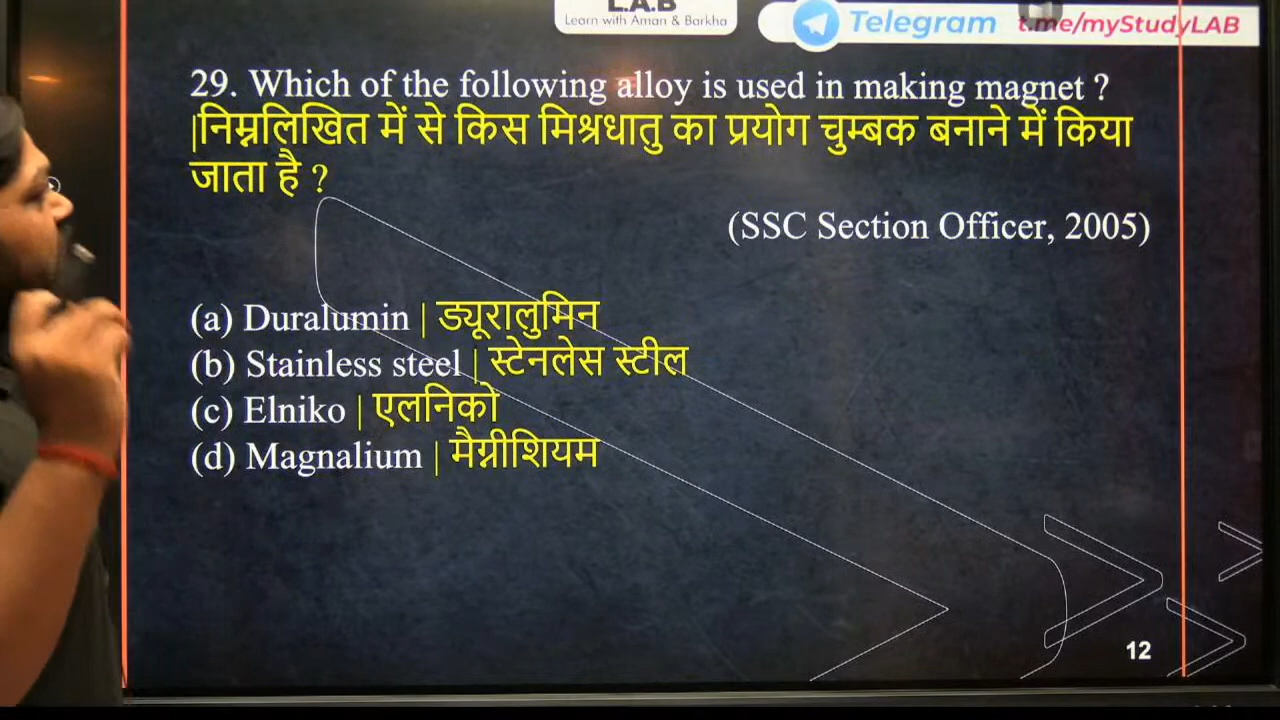 L.A.B
Learn with Aman & Barkha
Telegram t.me/myStudyLAB
29. Which of the following alloy is used in making magnet ?
|निम्नलिखित में से किस मिश्रधातु का प्रयोग चुम्बक बनाने में किया
जाता है ?
(SSC Section Officer, 2005)
(a) Duralumin | ड्यूरालुमिन
(b) Stainless steel | स्टेनलेस स्टील
(c) Elniko | एलनिको
(d) Magnalium | मैग्नीशियम
12